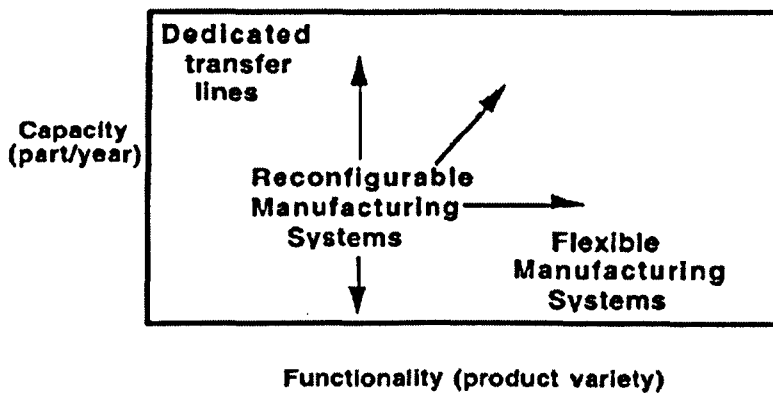 Dedicated
transfer
lines
Capacity
(part/year)
Reconfigurable
Manufacturing
Systems
Flexible
Manufacturing
Systems
Functionality (product variety)